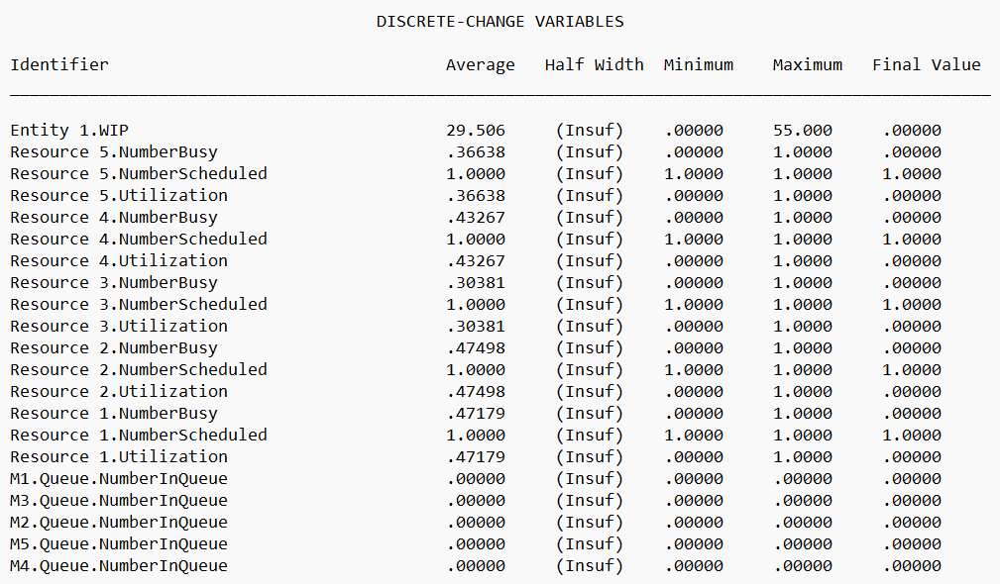 DISCRETE-CHANGE VARIABLES
Identifier Average Half Width Minimum Maximum Final Value
Entity 1.WIP 29.506 (Insuf) .00000 55.000 .00000
Resource 5.NumberBusy .36638 (Insuf) .00000 1.0000 .00000
Resource 5.NumberScheduled 1.0000 (Insuf) 1.0000 1.0000 1.0000
Resource 5.Utilization .36638 (Insuf) .00000 1.0000 .00000
Resource 4.NumberBusy .43267 (Insuf) .00000 1.0000 .00000
Resource 4.NumberScheduled 1.0000 (Insuf) 1.0000 1.0000 1.0000
Resource 4.Utilization .43267 (Insuf) .00000 1.0000 .00000
Resource 3.NumberBusy .30381 (Insuf) .00000 1.0000 .00000
Resource 3.NumberScheduled 1.0000 (Insuf) 1.0000 1.0000 1.0000
Resource 3.Utilization .30381 (Insuf) .00000 1.0000 .00000
Resource 2.NumberBusy .47498 (Insuf) .00000 1.0000 .00000
Resource 2.NumberScheduled 1.0000 (Insuf) 1.0000 1.0000 1.0000
Resource 2.Utilization .47498 (Insuf) .00000 1.0000 .00000
Resource 1.NumberBusy .47179 (Insuf) .00000 1.0000 .00000
Resource 1.NumberScheduled 1.0000 (Insuf) 1.0000 1.0000 1.0000
Resource 1.Utilization .47179 (Insuf) .00000 1.0000 .00000
M1.Queue.NumberInQueue .00000 (Insuf) .00000 .00000 .00000
M3.Queue.NumberInQueue .00000 (Insuf) .00000 .00000 .00000
M2.Queue.NumberInQueue .00000 (Insuf) .00000 .00000 .00000
M5.Queue.NumberInQueue .00000 (Insuf) .00000 .00000 .00000
M4.Queue.NumberInQueue .00000 (Insuf) .00000 .00000 .00000